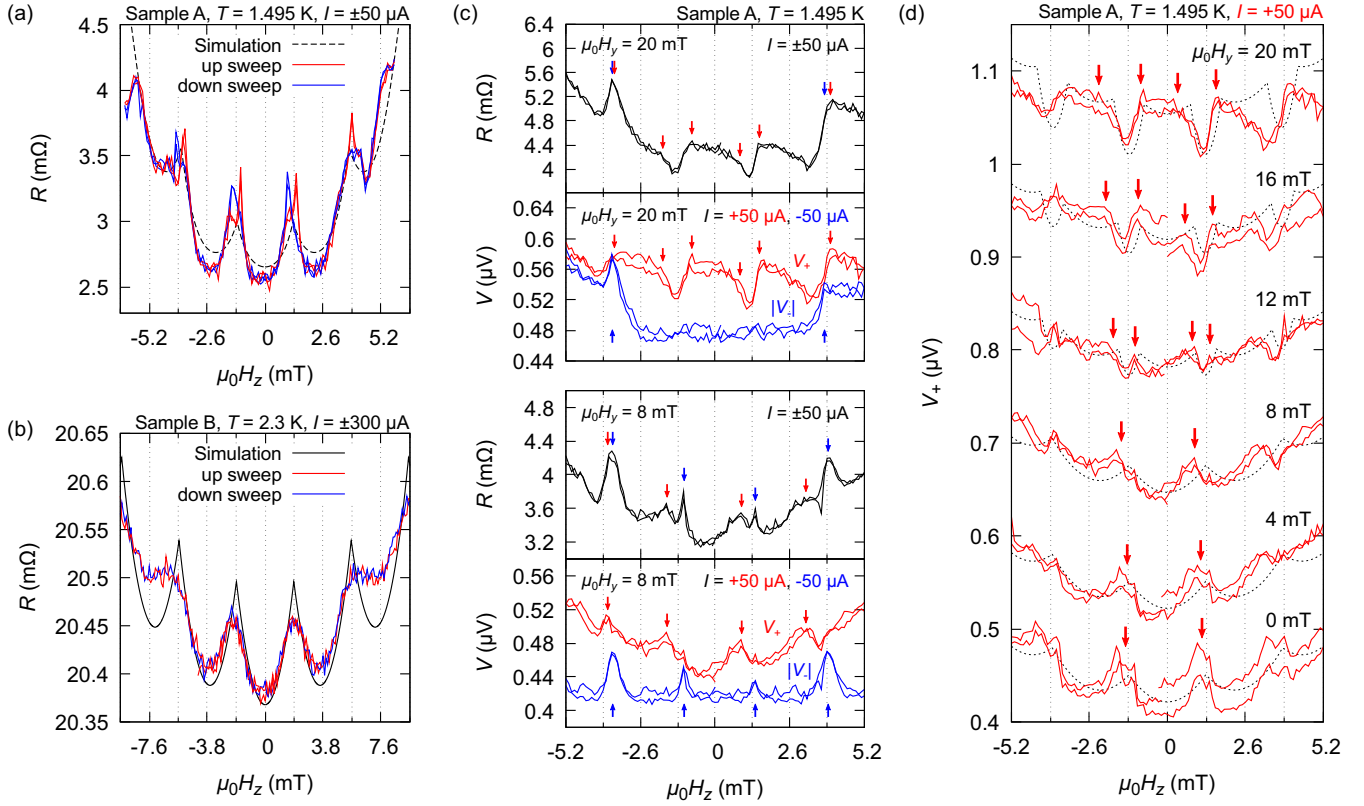 (a)
Sample A, T = 1.495 K, I = ±50 µA
4.5
4
3.5
3
2.5
R (mΩ)
Simulation
up sweep
down sweep
-5.2
-2.6
0
2.6
5.2
µ₀Hz (mT)
(b)
Sample B, T = 2.3 K, I = ±300 µA
20.65
20.6
20.55
20.5
20.45
20.4
20.35
R (mΩ)
Simulation
up sweep
down sweep
-7.6
-3.8
0
3.8
7.6
µ₀Hz (mT)
(c)
Sample A, T = 1.495 K
6.4
6
5.6
5.2
4.8
4.4
4
3.6
R (mΩ)
µ₀Hy = 20 mT
I = ±50 µA
0.6
0.56
0.52
0.48
0.44
V (µV)
µ₀Hy = 20 mT
I = +50 µA, -50 µA
V+
|V-|
4.8
4.4
4
3.6
3.2
R (mΩ)
µ₀Hy = 8 mT
I = ±50 µA
0.56
0.52
0.48
0.44
0.4
V (µV)
µ₀Hy = 8 mT
I = +50 µA, -50 µA
V+
|V-|
-5.2
-2.6
0
2.6
5.2
µ₀Hz (mT)
(d)
Sample A, T = 1.495 K, I = +50 µA
1.1
1
0.9
0.8
0.7
0.6
0.5
0.4
V+ (µV)
µ₀Hy = 20 mT
16 mT
12 mT
8 mT
4 mT
0 mT
-5.2
-2.6
0
2.6
5.2
µ₀Hz (mT)